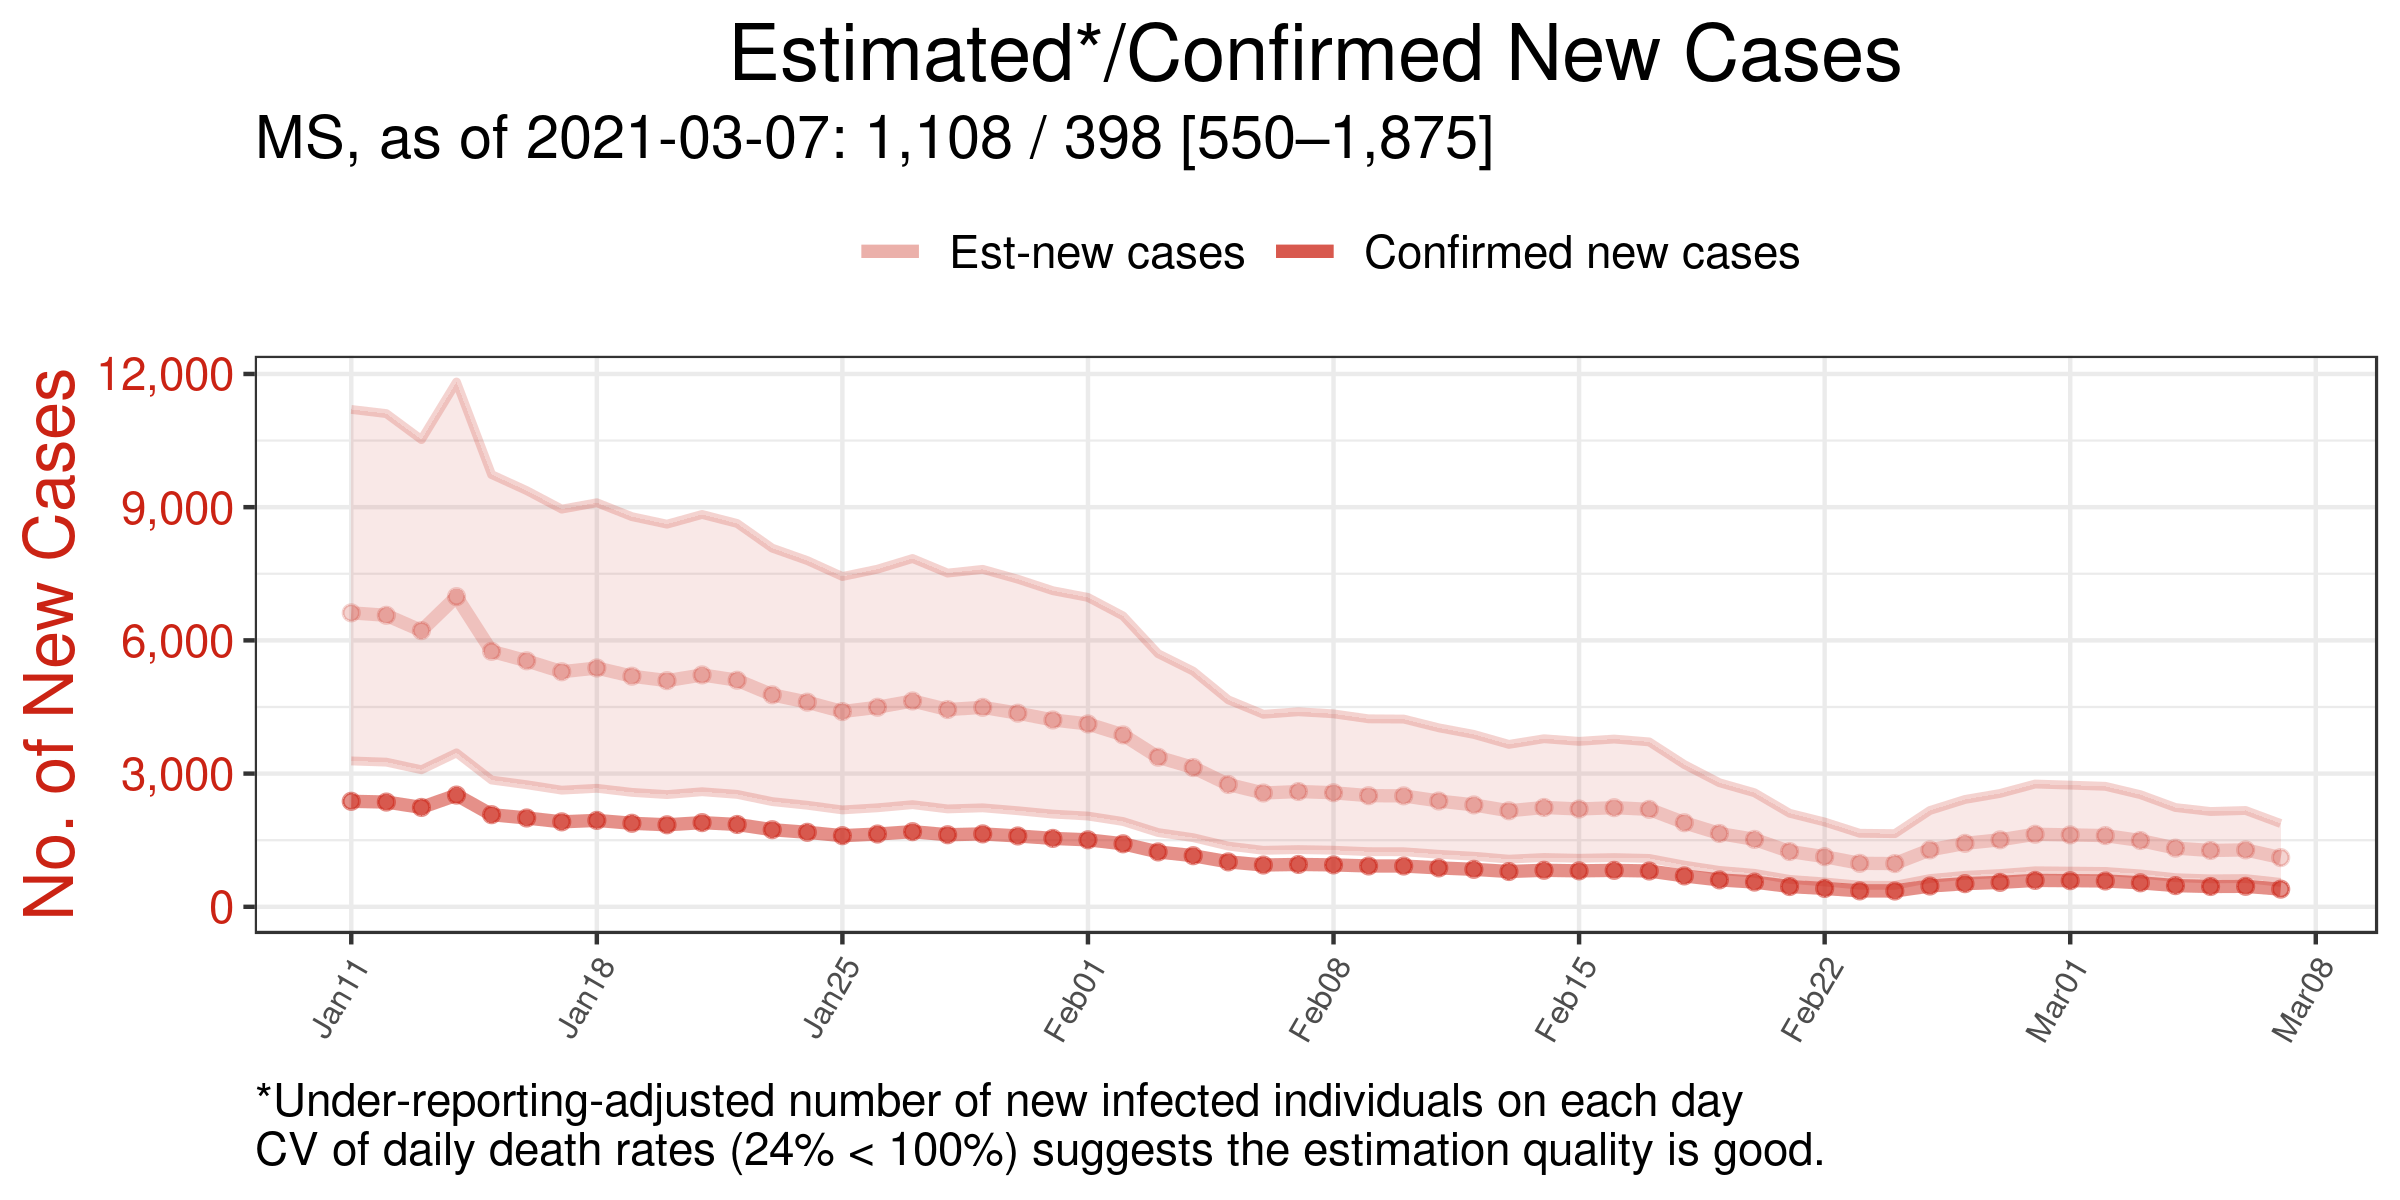 Estimated*/Confirmed New Cases
MS, as of 2021-03-07: 1,108 / 398 [550–1,875]
Est-new cases
Confirmed new cases
No. of New Cases
12,000
9,000
6,000
3,000
0
Jan11
Jan18
Jan25
Feb01
Feb08
Feb15
Feb22
Mar01
Mar08
*Under-reporting-adjusted number of new infected individuals on each day
CV of daily death rates (24% < 100%) suggests the estimation quality is good.